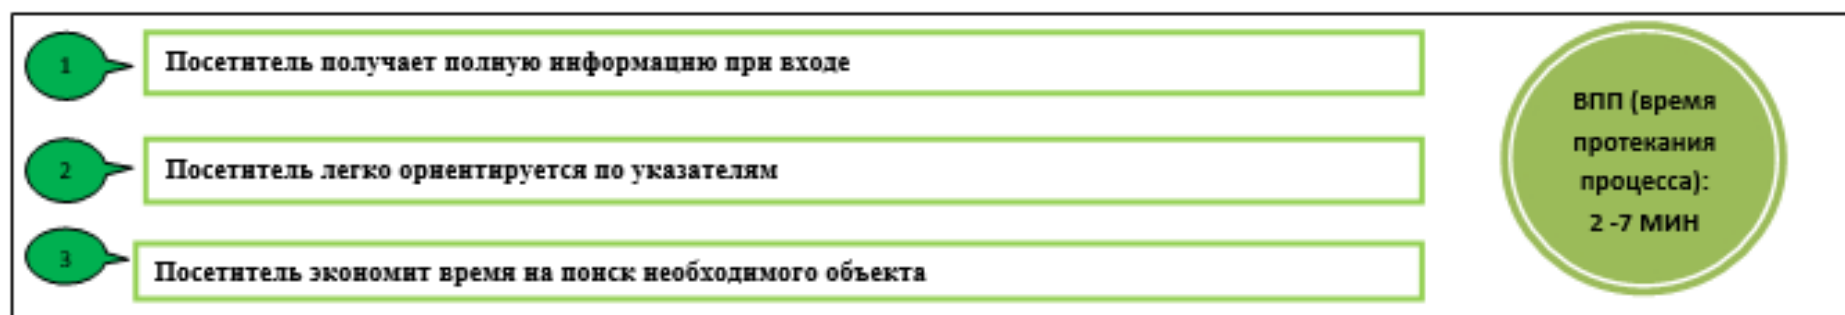 1
Посетитель получает полную информацию при входе
2
Посетитель легко ориентируется по указателям
3
Посетитель экономит время на поиск необходимого объекта
ВПП (время
протекания
процесса):
2 -7 МИН